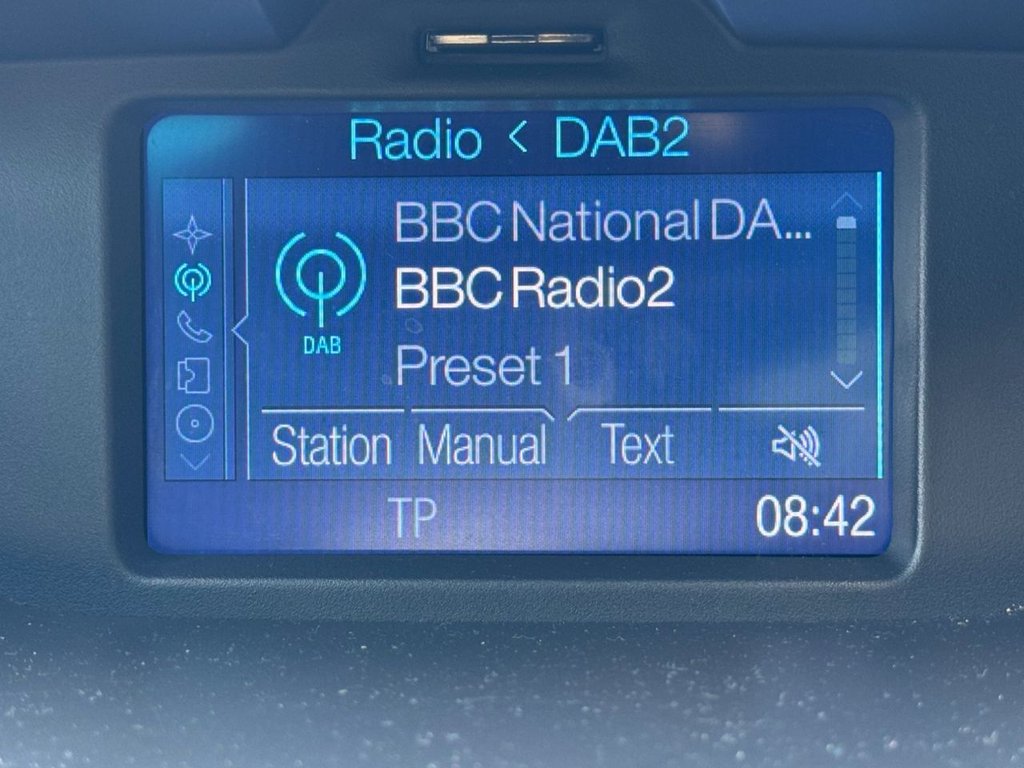 Radio < DAB2
BBC National DA...
BBC Radio2
DAB
Preset 1
Station Manual Text
TP 08:42